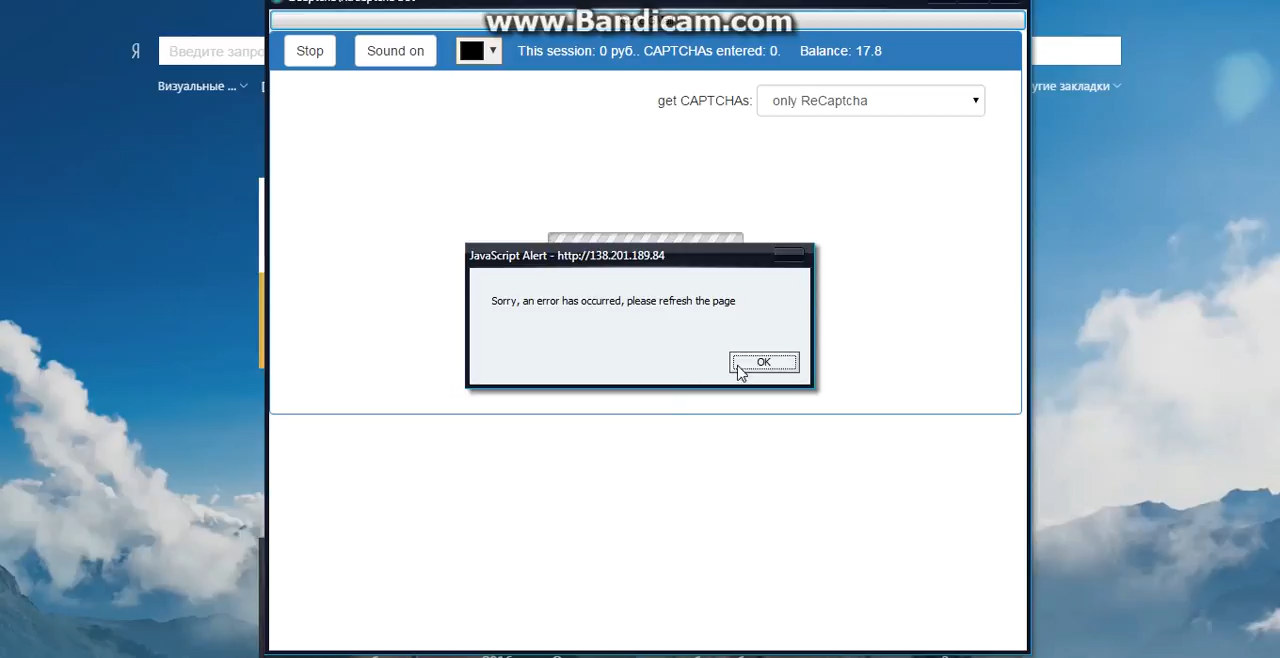 www.Bandicam.com
Я
Введите запро
Визуальные ...
угие закладки
Stop
Sound on
This session: 0 руб.. CAPTCHAs entered: 0.
Balance: 17.8
get CAPTCHAs:
only ReCaptcha
JavaScript Alert - http://138.201.189.84
Sorry, an error has occurred, please refresh the page
OK